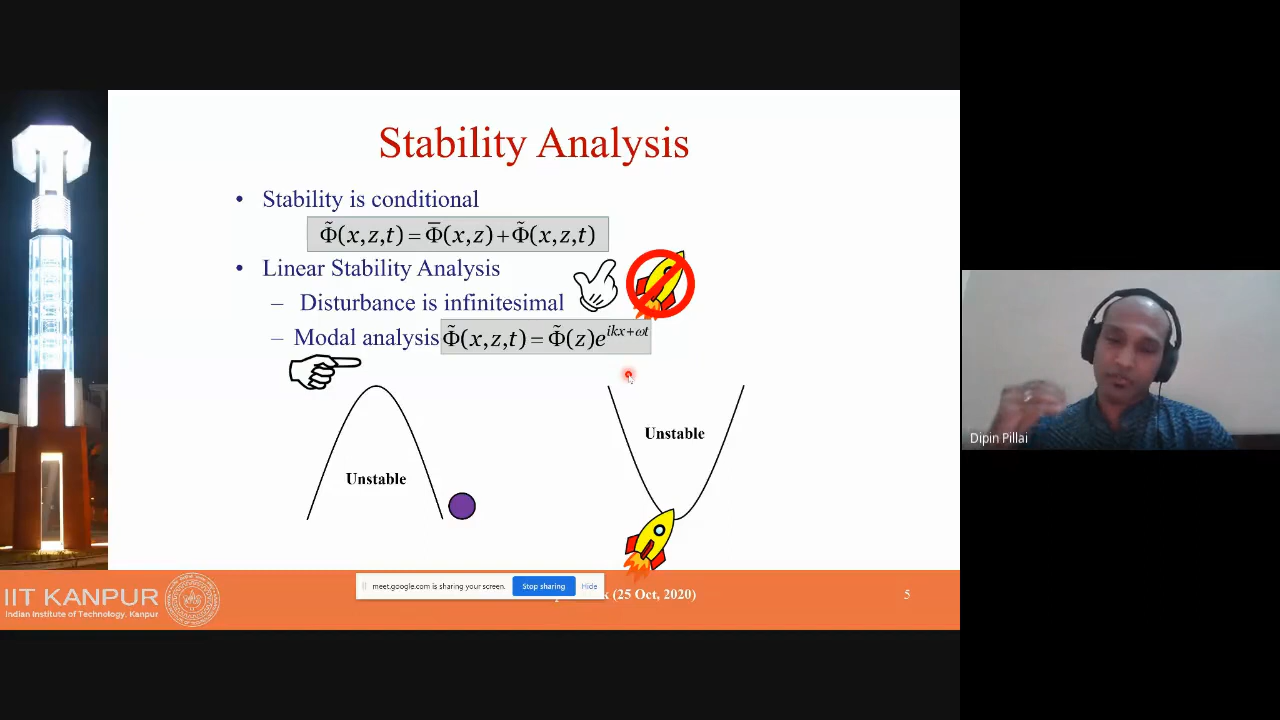 Stability Analysis
• Stability is conditional
Φ̃(x,z,t) = Φ̄(x,z) + Φ̃(x,z,t)
• Linear Stability Analysis
– Disturbance is infinitesimal
– Modal analysis Φ̃(x,z,t) = Φ̃(z)e^{ikx+ωt}
Unstable
Unstable
Dipin Pillai
meet.google.com is sharing your screen. Stop sharing Hide
(25 Oct, 2020)
5
IIT KANPUR
Indian Institute of Technology, Kanpur